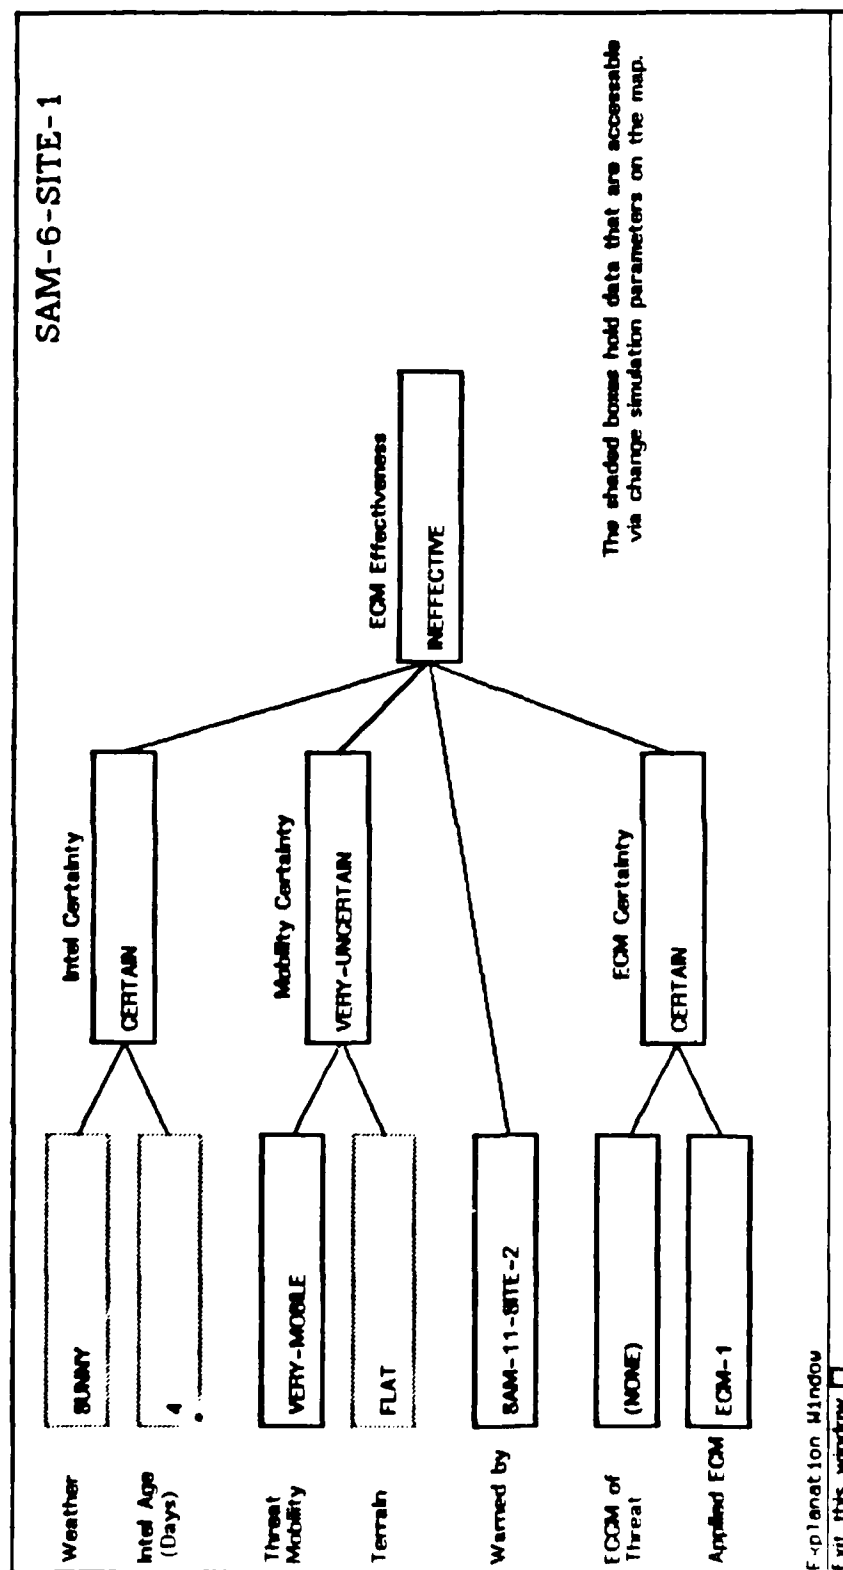 SAM-6-SITE-1
Weather
SUNNY
Intel Age
(Days)
4
Intel Certainty
CERTAIN
Threat
Mobility
VERY-MOBILE
Terrain
FLAT
Mobility Certainty
VERY-UNCERTAIN
ECM Effectiveness
INEFFECTIVE
Warned by
SAM-11-SITE-2
ECCM of
Threat
(NONE)
Applied ECM
ECM-1
ECM Certainty
CERTAIN
The shaded boxes hold data that are accessable
via change simulation parameters on the map.
Explanation Window
Exit this window